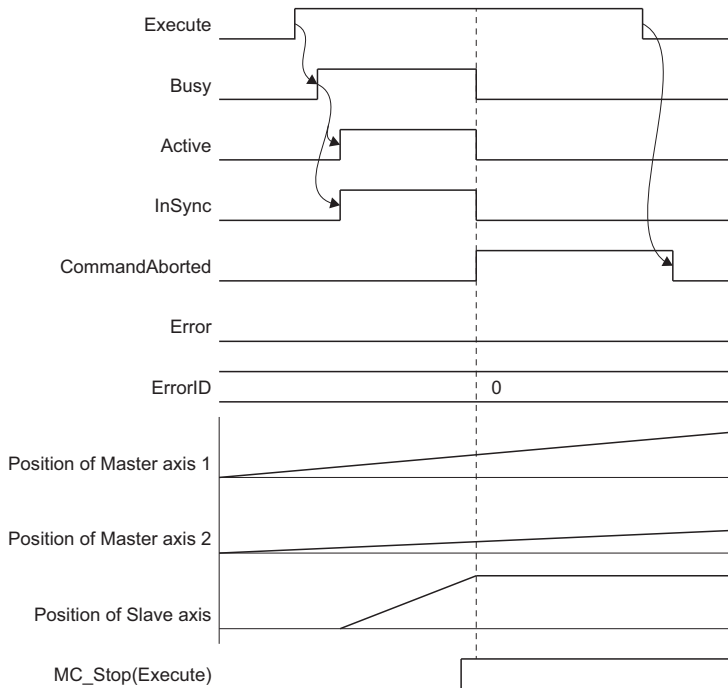 Execute
Busy
Active
InSync
CommandAborted
Error
ErrorID
0
Position of Master axis 1
Position of Master axis 2
Position of Slave axis
MC_Stop(Execute)